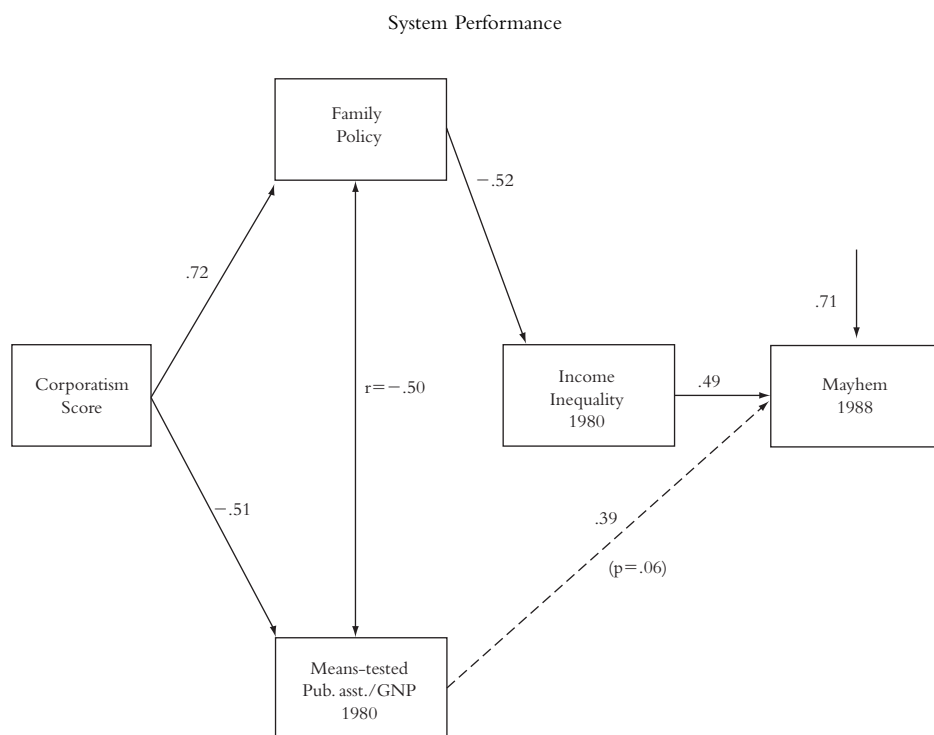 System Performance
Family
Policy
−.52
.72
.71
Corporatism
Score
r=−.50
Income
Inequality
1980
.49
Mayhem
1988
−.51
.39
(p=.06)
Means-tested
Pub. asst./GNP
1980